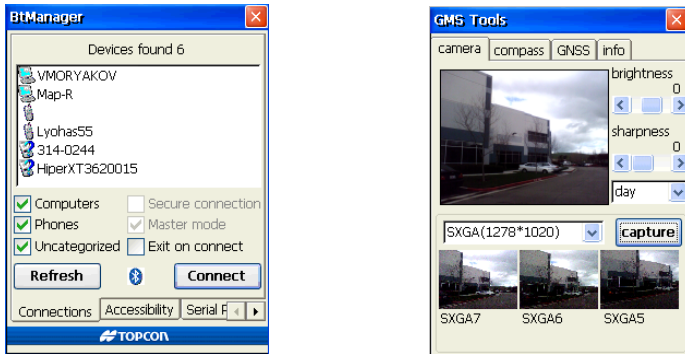 BtManager
Devices found 6
VMORYAKOV
Map-R
Lyohas55
314-0244
HiperXT3620015
Computers
Secure connection
Phones
Master mode
Uncategorized
Exit on connect
Refresh
Connect
Connections
Accessibility
Serial
TOPCON
GMS Tools
camera
compass
GNSS
info
brightness
0
sharpness
0
day
SXGA(1278*1020)
capture
SXGA7
SXGA6
SXGA5